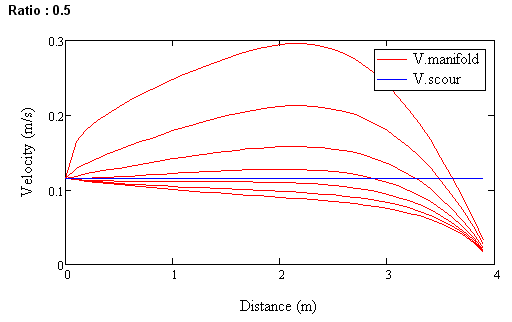 Ratio : 0.5
0.3
V.manifold
V.scour
0.2
Velocity (m/s)
0.1
0
0 1 2 3 4
Distance (m)